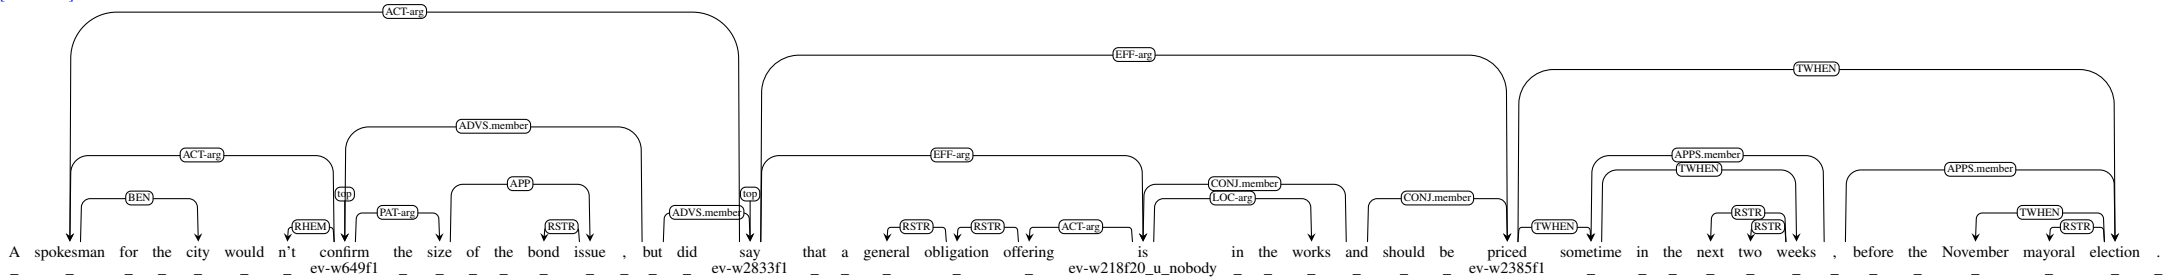 ACT-arg
EFF-arg
TWHEN
ADVS.member
ACT-arg EFF-arg APPS.member
TWHEN APPS.member
APP CONJ.member
BEN top top LOC-arg CONJ.member
PAT-arg ADVS.member RSTR TWHEN
RHEM RSTR RSTR RSTR ACT-arg TWHEN RSTR RSTR
A spokesman for the city would n't confirm the size of the bond issue , but did say that a general obligation offering is in the works and should be priced sometime in the next two weeks , before the November mayoral election .
_ _ _ _ _ _ _ ev-w649f1 _ _ _ _ _ _ _ _ _ ev-w2833f1 _ _ _ _ _ ev-w218f20_u_nobody _ _ _ _ _ _ ev-w2385f1 _ _ _ _ _ _ _ _ _ _ _ _ _